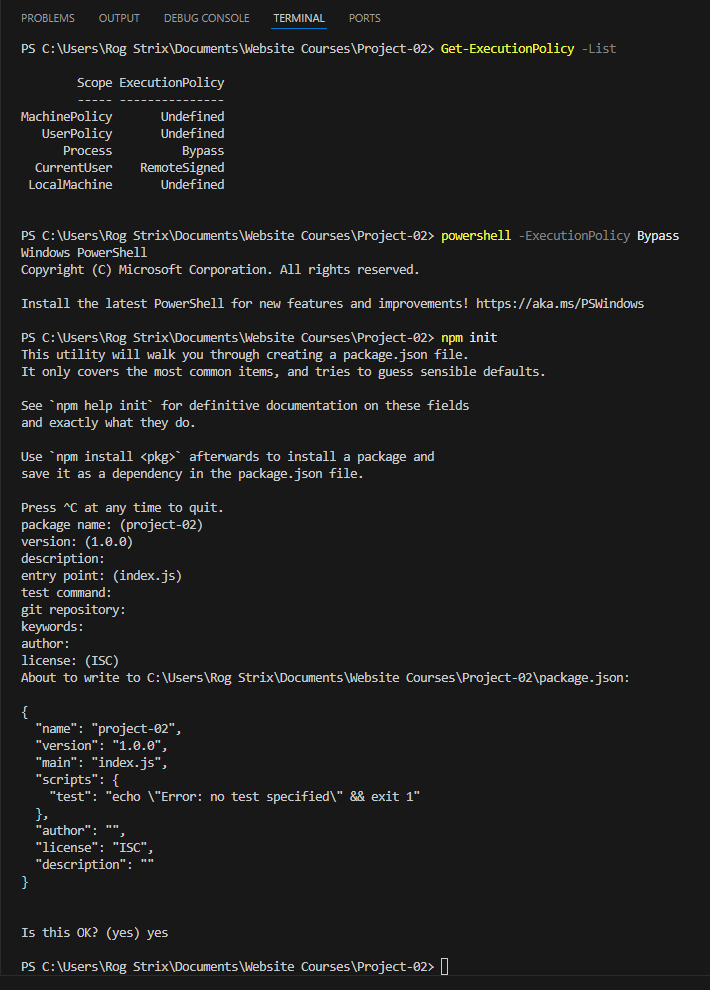 PROBLEMS OUTPUT DEBUG CONSOLE TERMINAL PORTS
PS C:\Users\Rog Strix\Documents\Website Courses\Project-02> Get-ExecutionPolicy -List
Scope ExecutionPolicy
----- ---------------
MachinePolicy Undefined
UserPolicy Undefined
Process Bypass
CurrentUser RemoteSigned
LocalMachine Undefined
PS C:\Users\Rog Strix\Documents\Website Courses\Project-02> powershell -ExecutionPolicy Bypass
Windows PowerShell
Copyright (C) Microsoft Corporation. All rights reserved.
Install the latest PowerShell for new features and improvements! https://aka.ms/PSWindows
PS C:\Users\Rog Strix\Documents\Website Courses\Project-02> npm init
This utility will walk you through creating a package.json file.
It only covers the most common items, and tries to guess sensible defaults.
See `npm help init` for definitive documentation on these fields
and exactly what they do.
Use `npm install <pkg>` afterwards to install a package and
save it as a dependency in the package.json file.
Press ^C at any time to quit.
package name: (project-02)
version: (1.0.0)
description:
entry point: (index.js)
test command:
git repository:
keywords:
author:
license: (ISC)
About to write to C:\Users\Rog Strix\Documents\Website Courses\Project-02\package.json:
{
"name": "project-02",
"version": "1.0.0",
"main": "index.js",
"scripts": {
"test": "echo \"Error: no test specified\" && exit 1"
},
"author": "",
"license": "ISC",
"description": ""
}
Is this OK? (yes) yes
PS C:\Users\Rog Strix\Documents\Website Courses\Project-02>